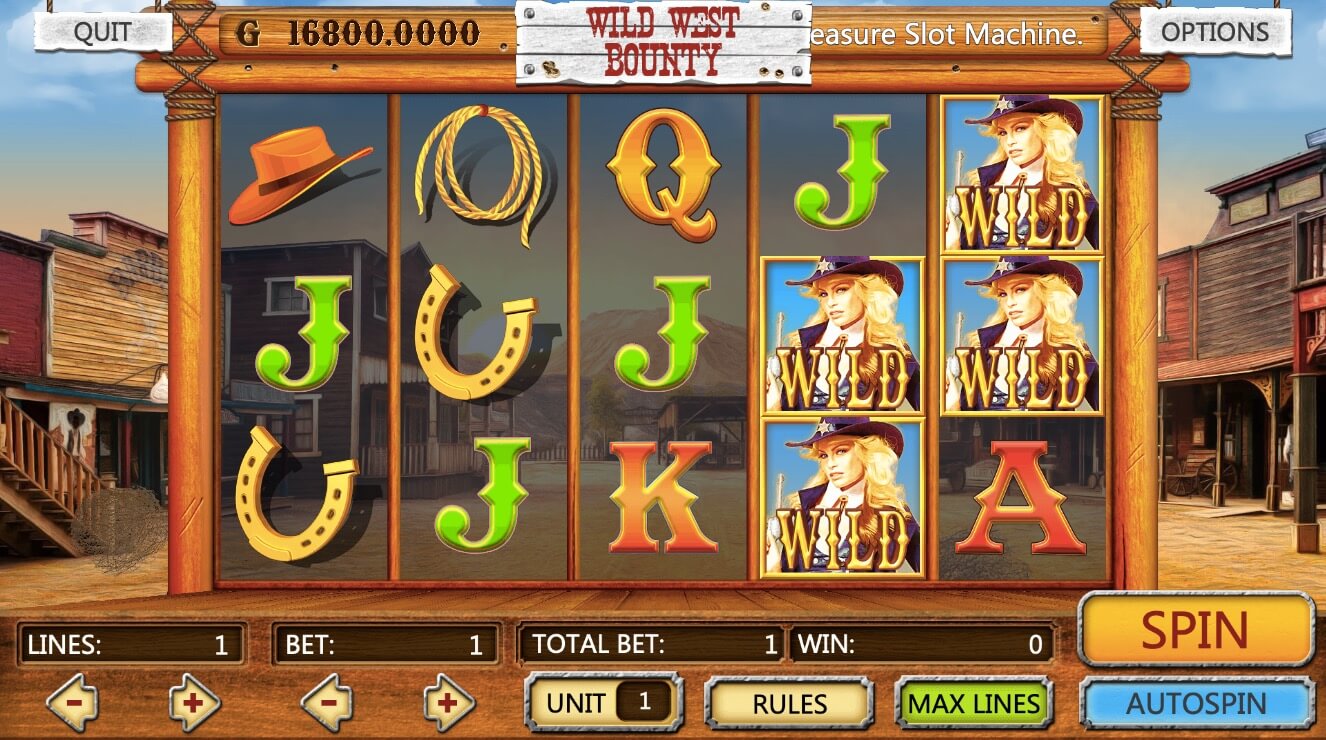 QUIT
G 16800.0000
WILD WEST
BOUNTY
easure Slot Machine.
OPTIONS
Q
J
WILD
J
J
WILD
WILD
J
K
WILD
A
LINES: 1
BET: 1
TOTAL BET: 1
WIN: 0
SPIN
- + - +
UNIT 1
RULES
MAX LINES
AUTOSPIN